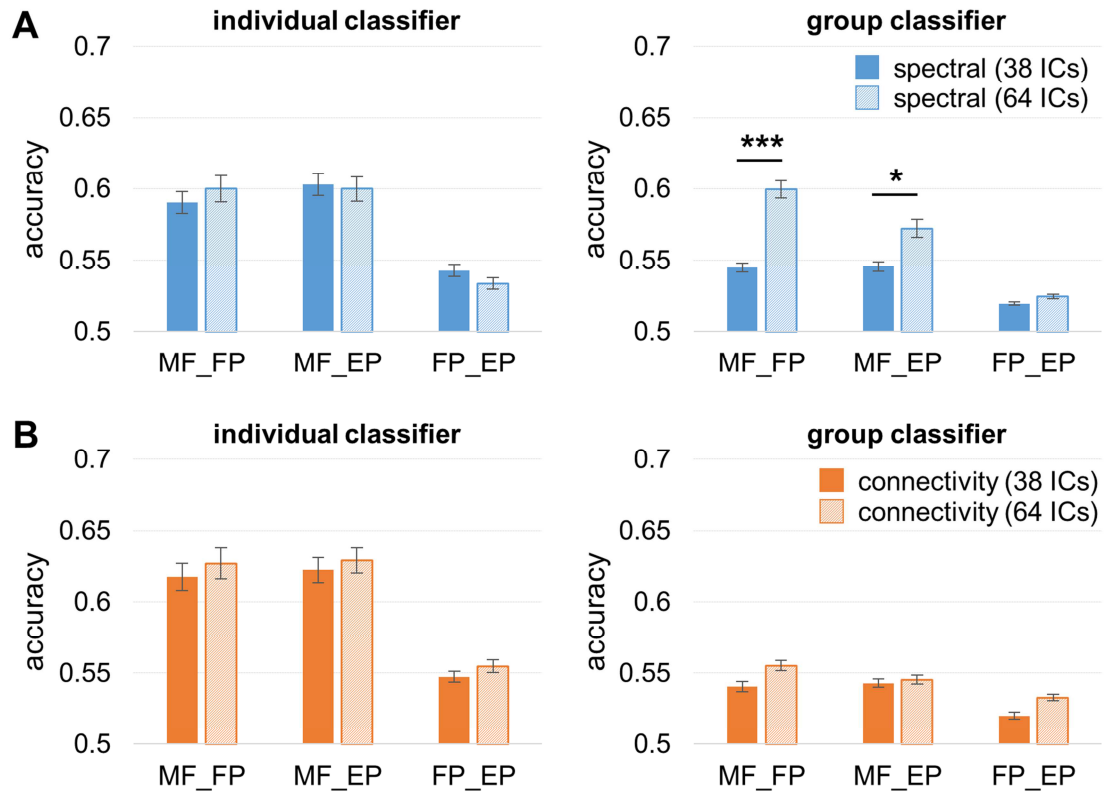 A
individual classifier
0.7
0.65
0.6
0.55
0.5
accuracy
MF_FP MF_EP FP_EP
group classifier
spectral (38 ICs)
spectral (64 ICs)
0.7
0.65
0.6
0.55
0.5
accuracy
***
*
MF_FP MF_EP FP_EP
B
individual classifier
0.7
0.65
0.6
0.55
0.5
accuracy
MF_FP MF_EP FP_EP
group classifier
connectivity (38 ICs)
connectivity (64 ICs)
0.7
0.65
0.6
0.55
0.5
accuracy
MF_FP MF_EP FP_EP